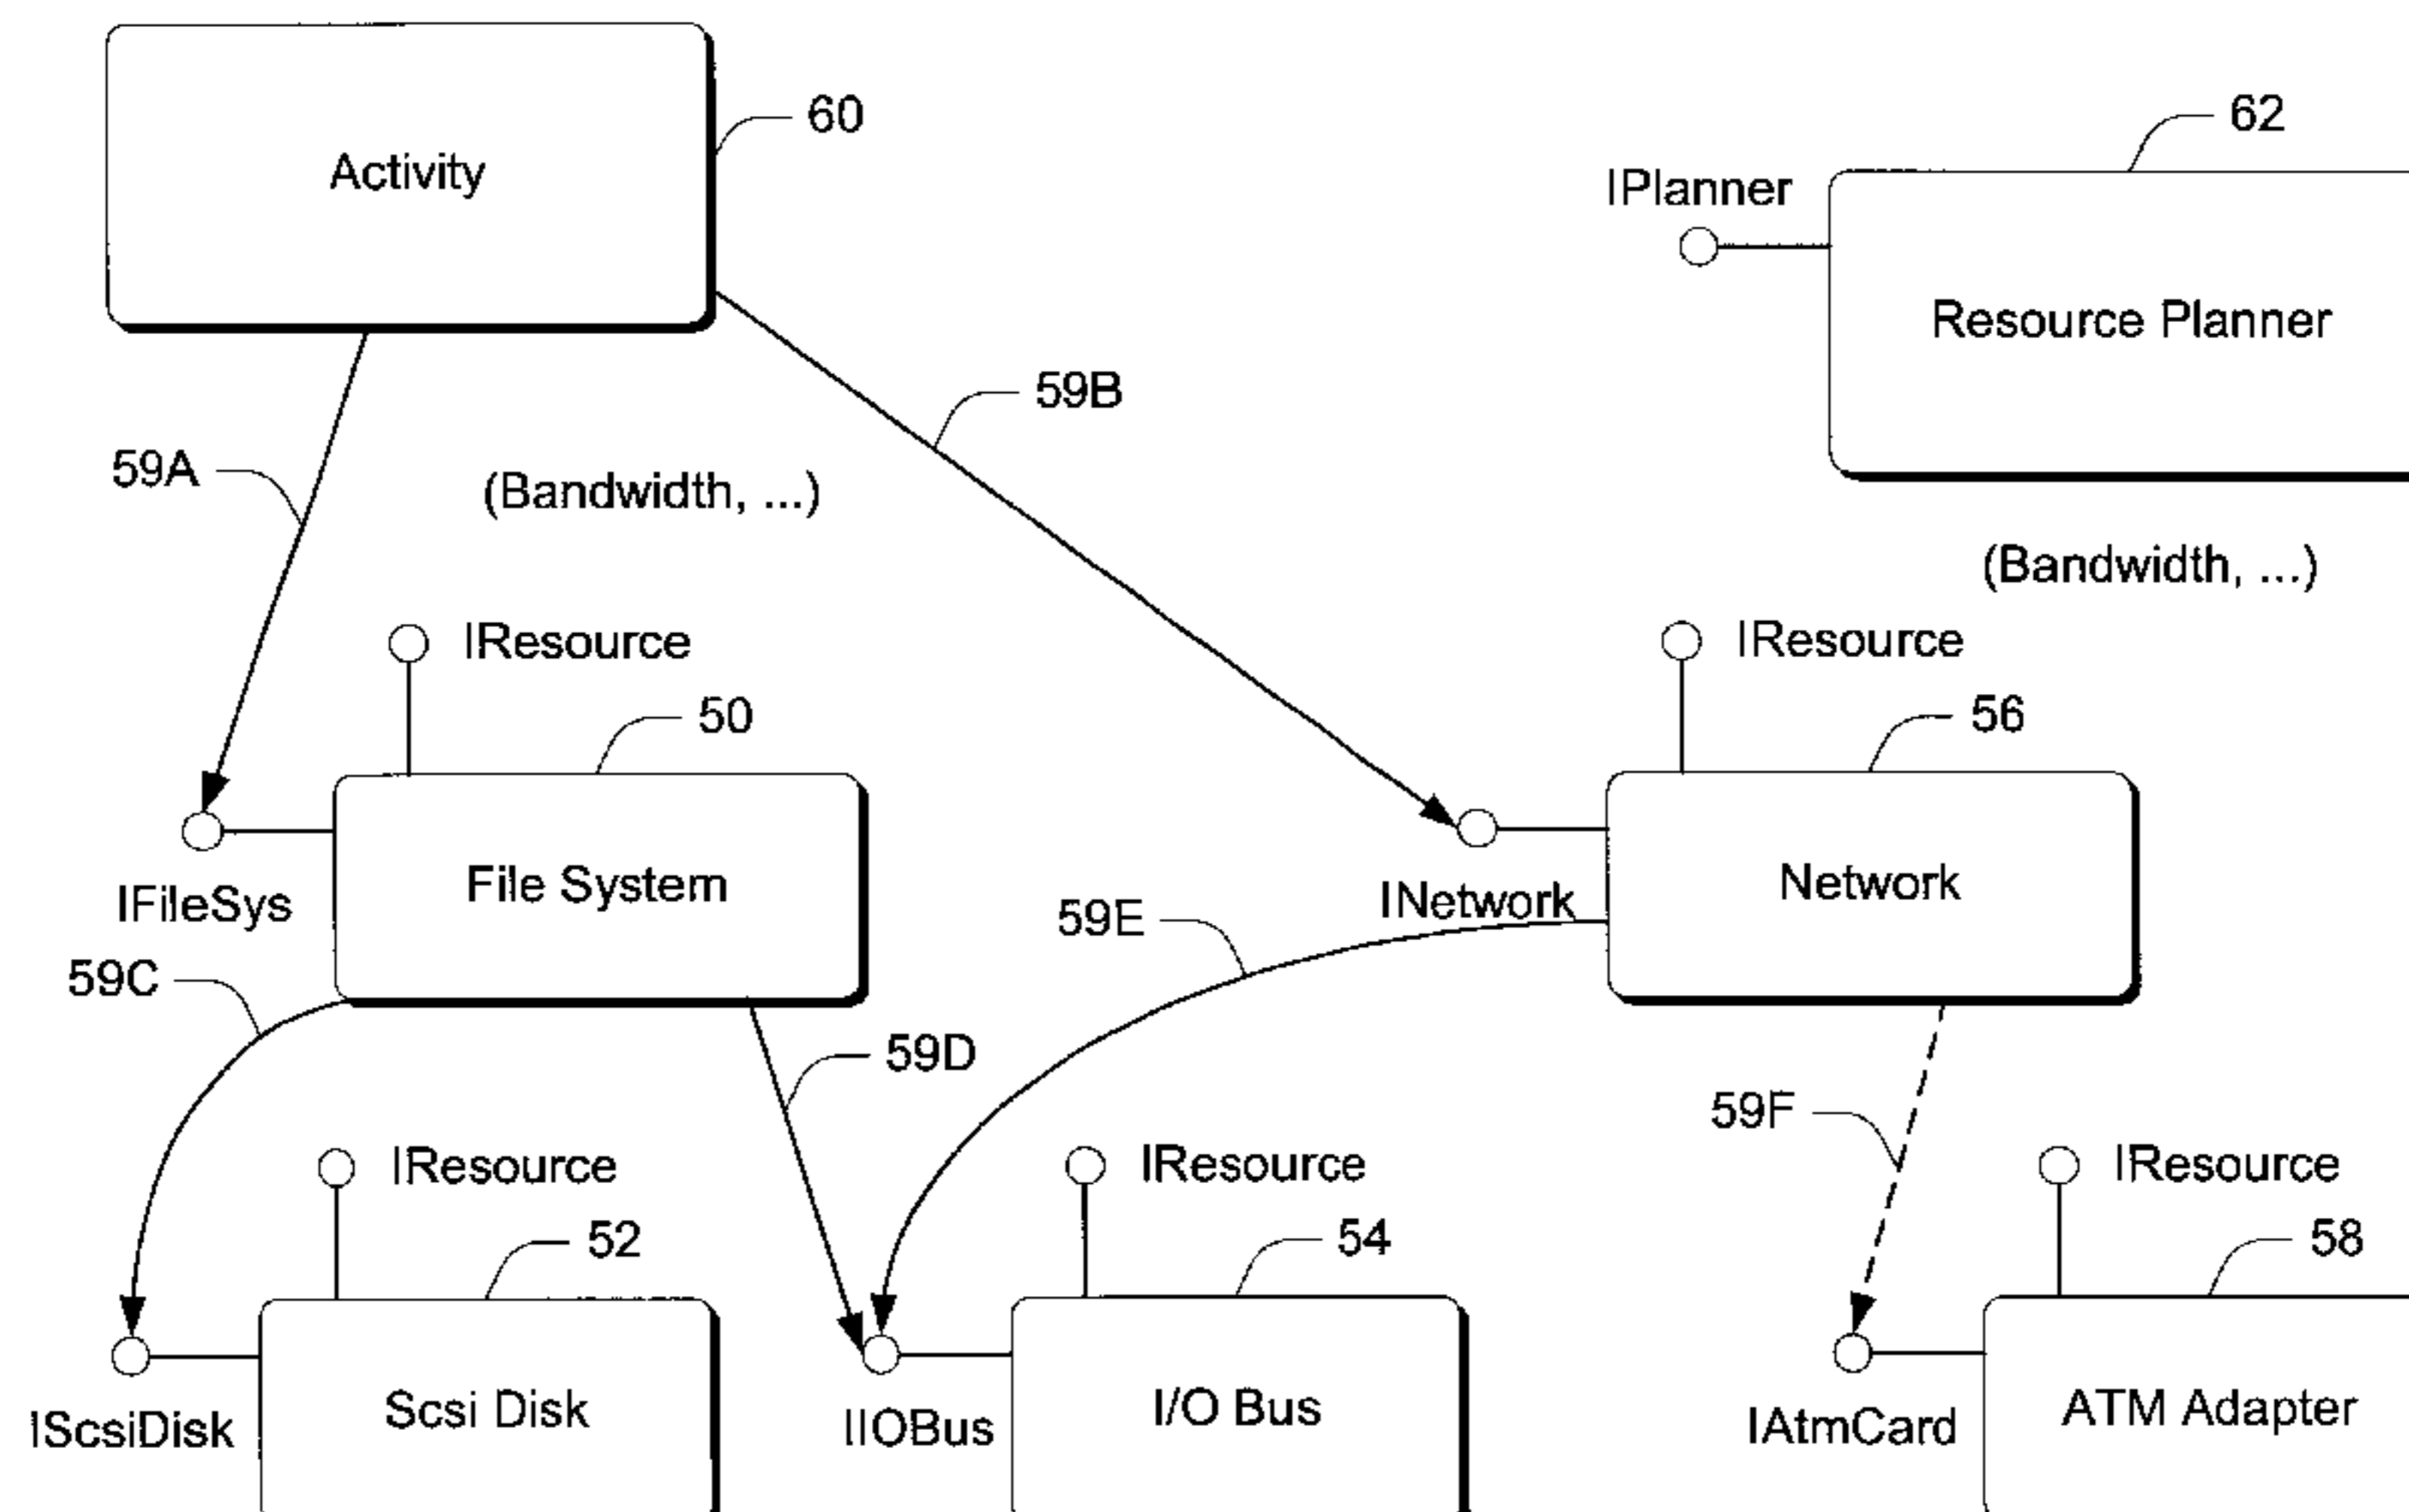 60
62
Activity
IPlanner
Resource Planner
59B
59A
(Bandwidth, ...)
(Bandwidth, ...)
IResource
IResource
50
56
File System
Network
IFileSys
INetwork
59E
59C
59D
59F
IResource
IResource
IResource
52
54
58
Scsi Disk
I/O Bus
ATM Adapter
IScsiDisk
IIOBus
IAtmCard